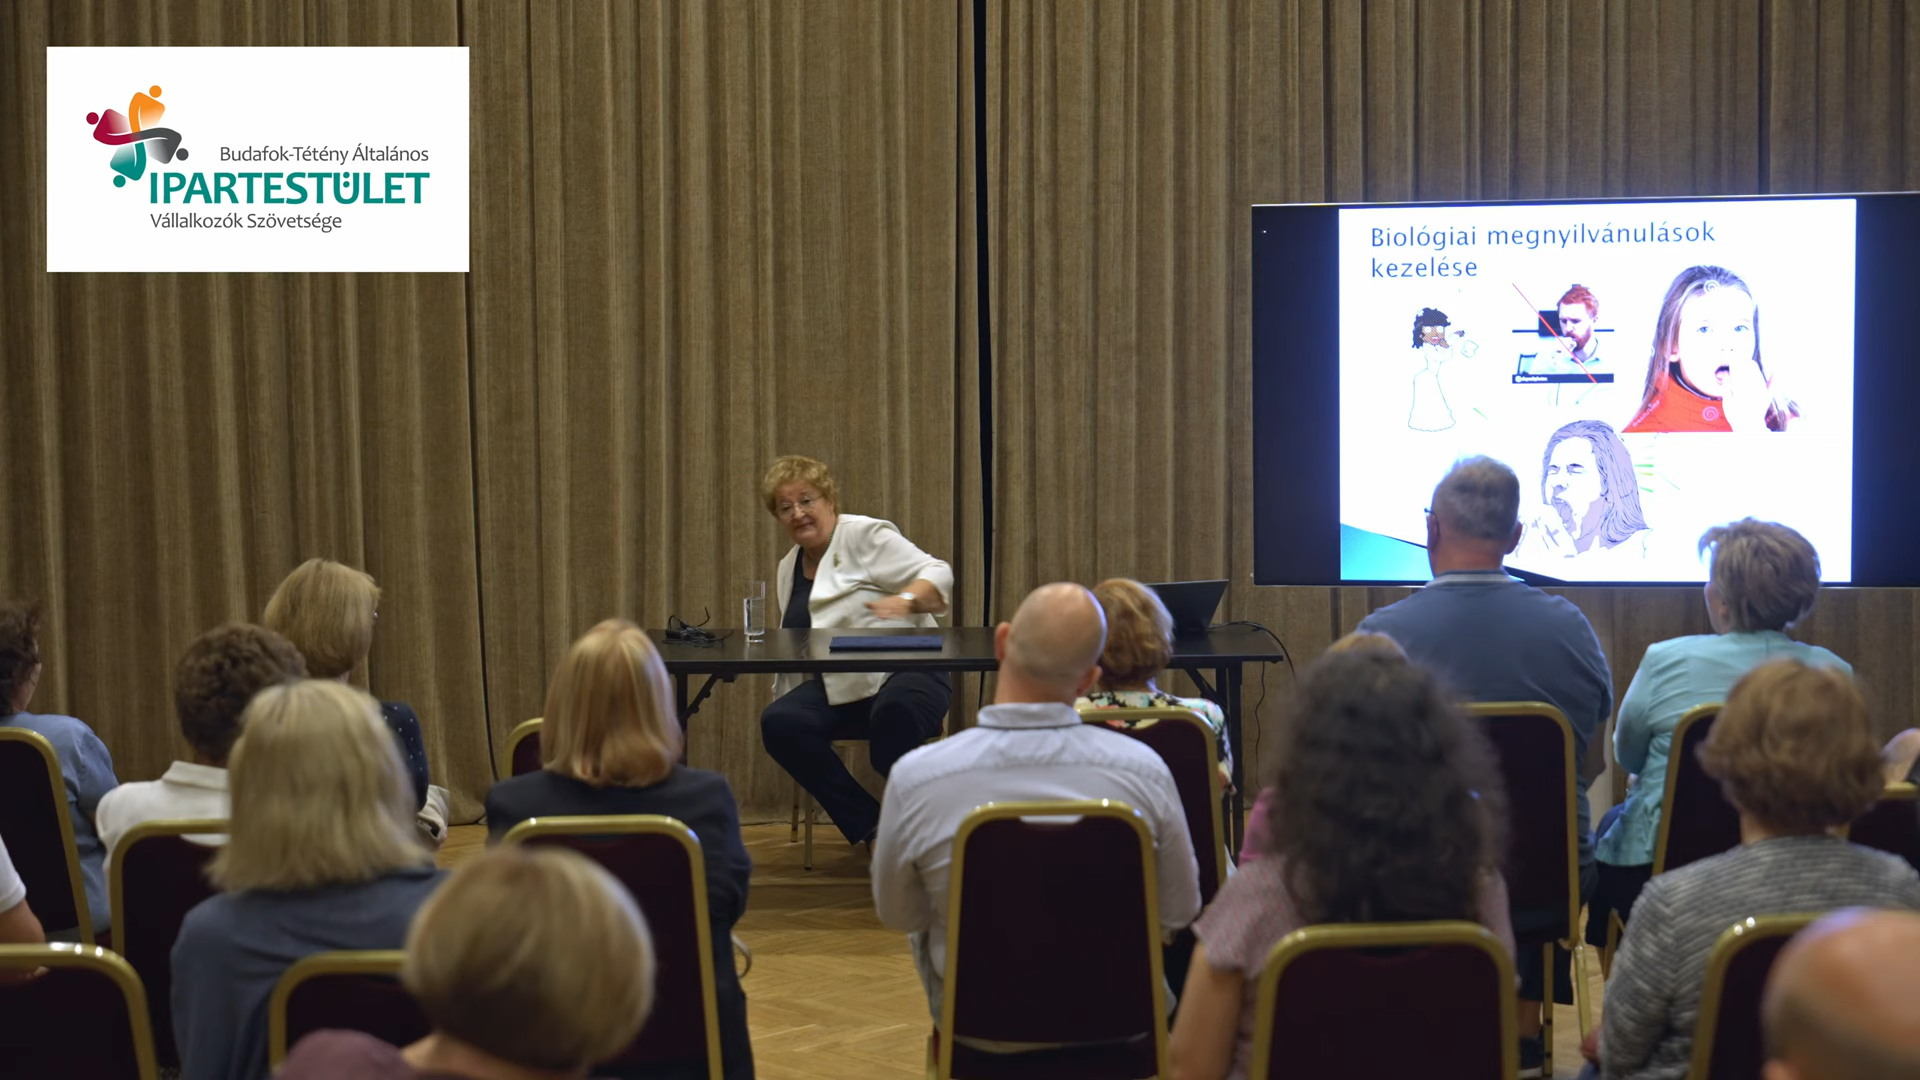 Budafok-Tétény Általános
IPARTESTÜLET
Vállalkozók Szövetsége
Biológiai megnyilvánulások
kezelése